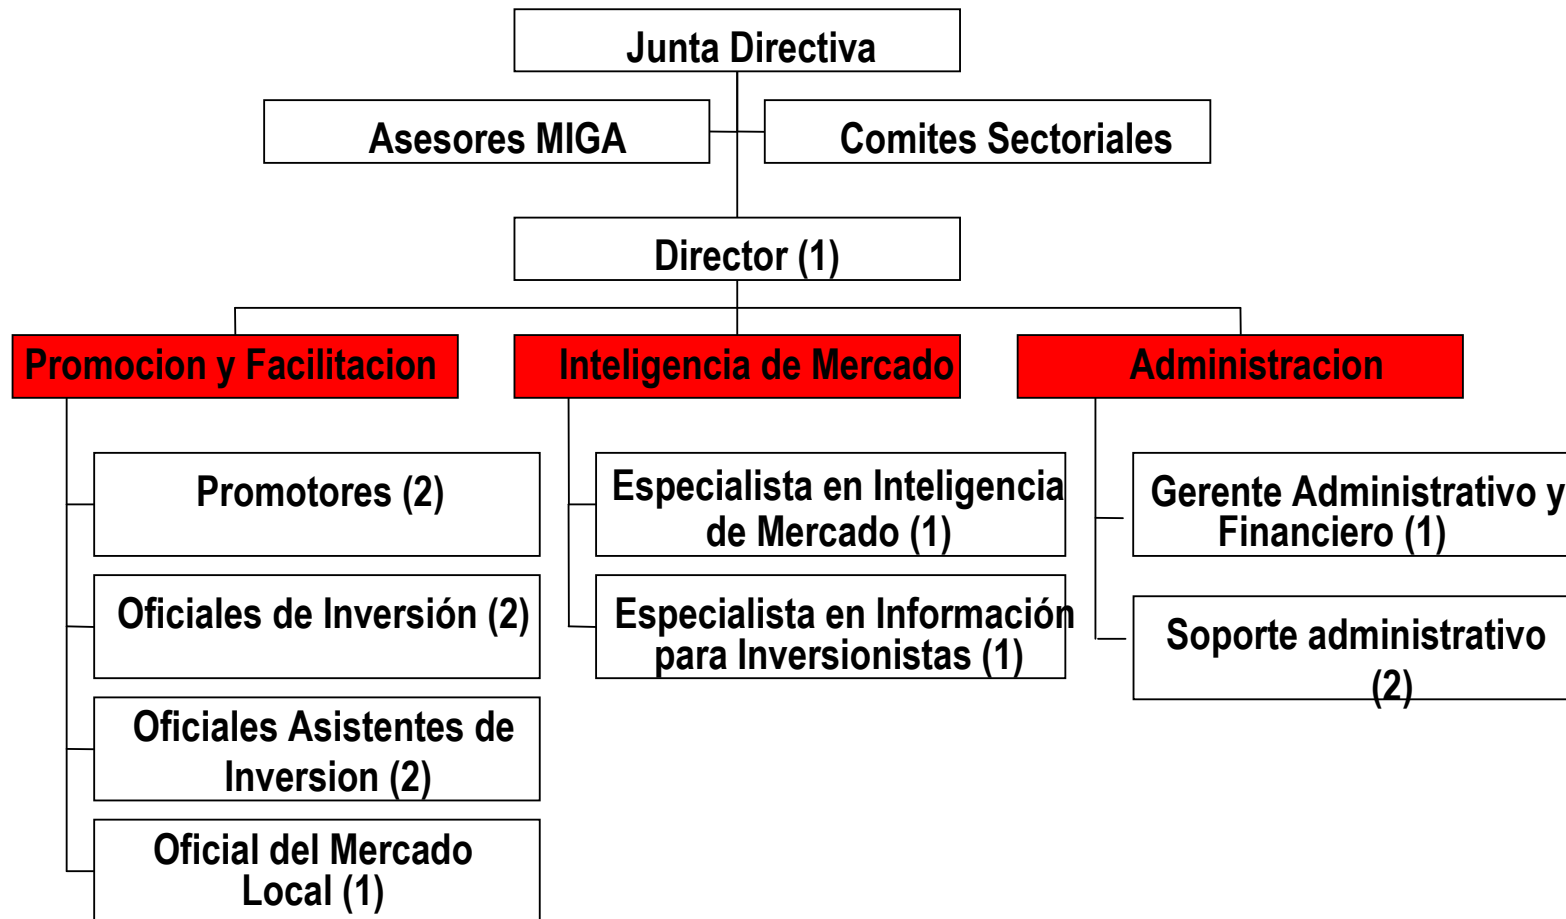 Junta Directiva
Asesores MIGA
Comites Sectoriales
Director (1)
Promocion y Facilitacion
Inteligencia de Mercado
Administracion
Promotores (2)
Oficiales de Inversión (2)
Oficiales Asistentes de
Inversion (2)
Oficial del Mercado
Local (1)
Especialista en Inteligencia
de Mercado (1)
Especialista en Información
para Inversionistas (1)
Gerente Administrativo y
Financiero (1)
Soporte administrativo
(2)